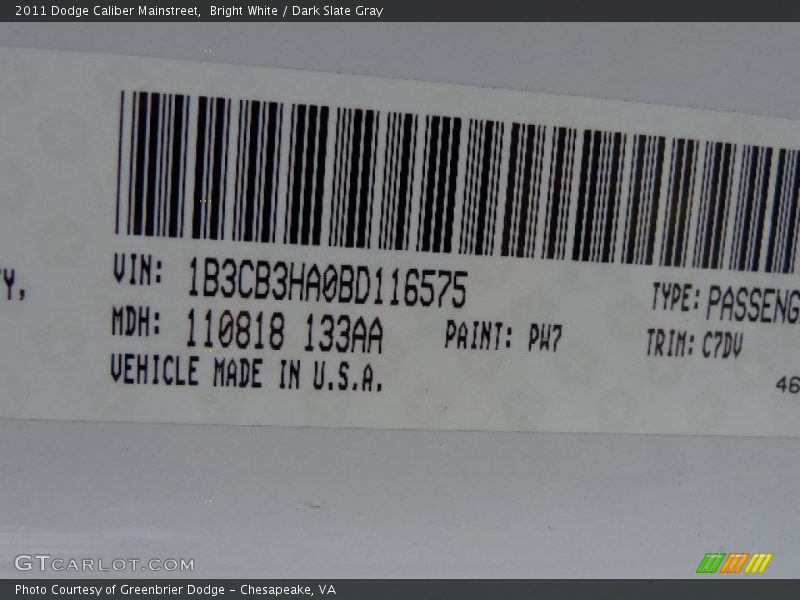 2011 Dodge Caliber Mainstreet,  Bright White / Dark Slate Gray
VIN: 1B3CB3HA0BD116575
TYPE: PASSENG
Y,
MDH: 110818 133AA
PAINT: PW7
TRIM: C7DV
VEHICLE MADE IN U.S.A.
46
GTCARLOT.COM
Photo Courtesy of Greenbrier Dodge - Chesapeake, VA